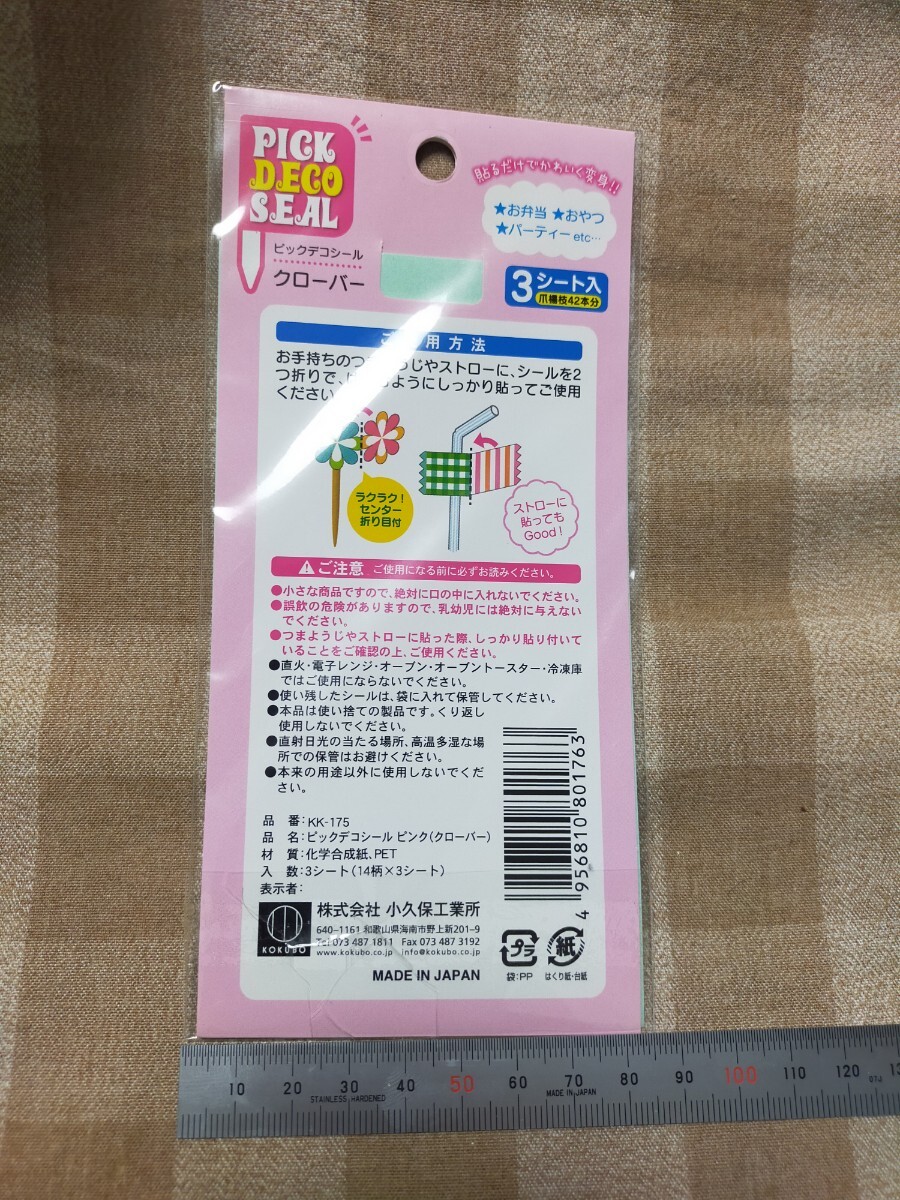 PICK
DECO
SEAL
ピックデコシール
クローバー
貼るだけでかわいく変身!!
★お弁当 ★おやつ
★パーティー etc…
3シート入
爪楊枝42本分
ご 用方法
お手持ちのつ うじやストローに、シールを2
つ折りで、 ようにしっかり貼ってご使用
ください
ラクラク!
センター
折り目付
ストローに
貼っても
Good!
ご注意 ご使用になる前に必ずお読みください。
●小さな商品ですので、絶対に口の中に入れないでください。
●誤飲の危険がありますので、乳幼児には絶対に与えない
でください。
●つまようじやストローに貼った際、しっかり貼り付いて
いることをご確認の上、ご使用ください。
●直火・電子レンジ・オーブン・オーブントースター・冷凍庫
ではご使用にならないでください。
●使い残したシールは、袋に入れて保管してください。
●本品は使い捨ての製品です。くり返し
使用しないでください。
●直射日光の当たる場所、高温多湿な場
所での保管はお避けください。
●本来の用途以外に使用しないでくだ
さい。
品 番:KK-175
品 名:ピックデコシール ピンク(クローバー)
材 質:化学合成紙、PET
入 数:3シート(14柄×3シート)
表示者:
KOKUBO
株式会社 小久保工業所
640-1161 和歌山県海南市野上新201-9
Tel 073 487 1811 Fax 073 487 3192
www.kokubo.co.jp info@kokubo.co.jp
MADE IN JAPAN
4 956810 801763
プラ
袋:PP
紙
はくり紙・台紙
10 20 30 40 50 60 70 80 90 100 110 120
STAINLESS HARDENED
MADE IN JAPAN